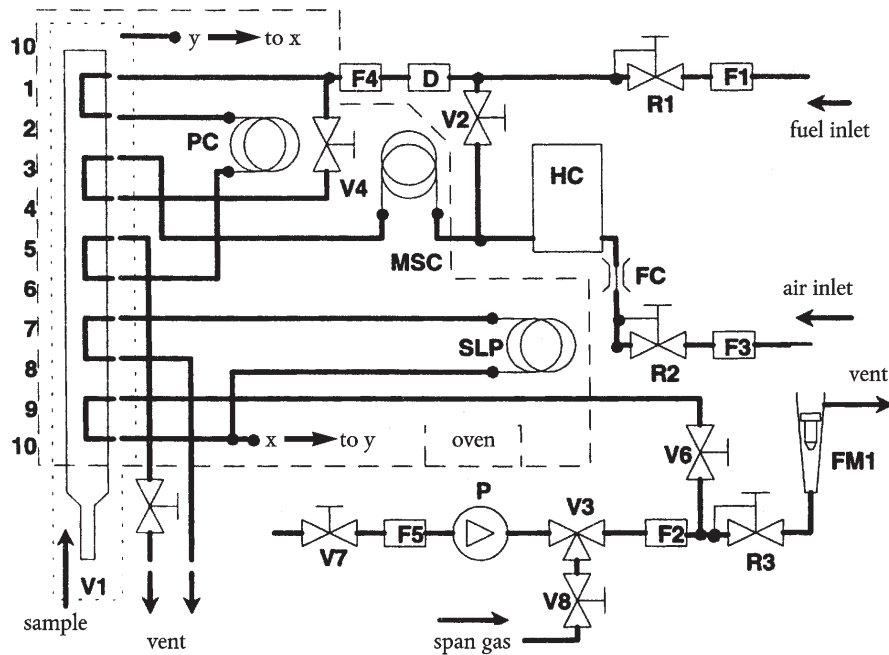 10
y → to x
1
F4
D
F1
R1
fuel inlet
2
PC
V2
3
V4
HC
4
5
MSC
FC
6
air inlet
7
SLP
F3
R2
8
vent
9
10
x → to y
oven
V6
FM1
P
V3
V7
F5
F2
R3
V1
V8
sample
vent
span gas